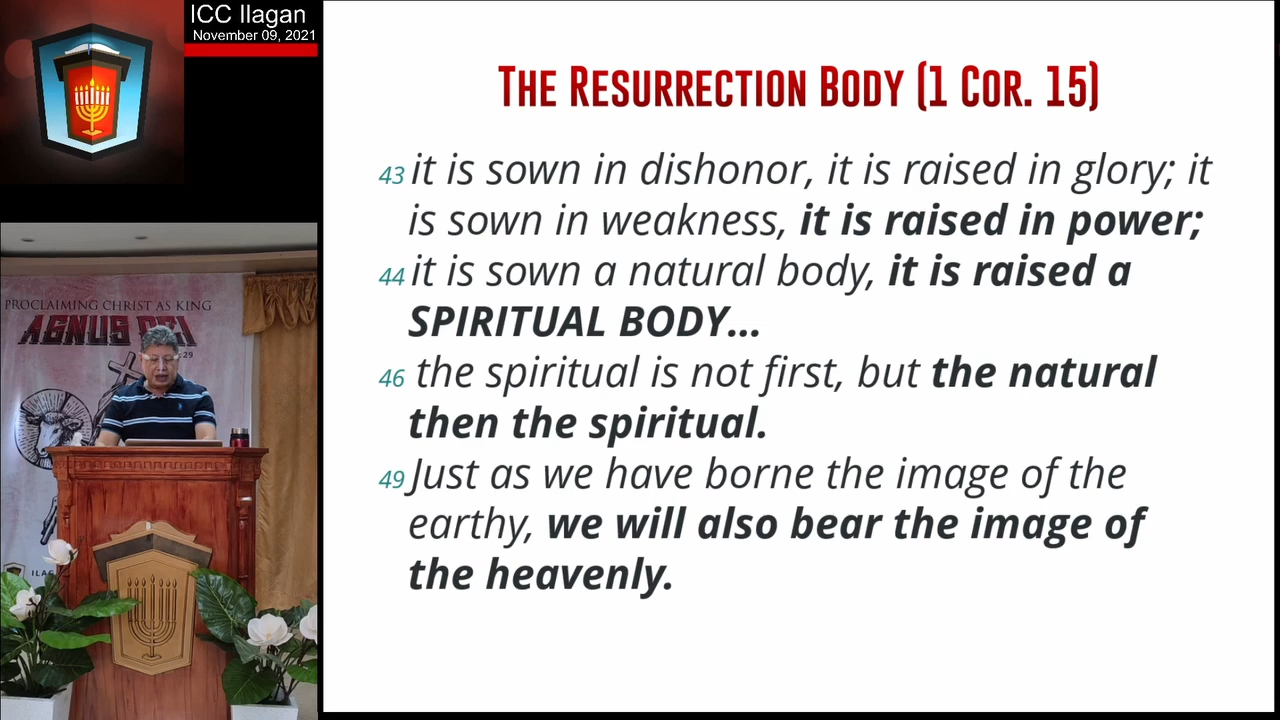 ICC Ilagan
November 09, 2021
THE RESURRECTION BODY (1 COR. 15)
43 it is sown in dishonor, it is raised in glory; it
is sown in weakness, it is raised in power;
44 it is sown a natural body, it is raised a
SPIRITUAL BODY...
46 the spiritual is not first, but the natural
then the spiritual.
49 Just as we have borne the image of the
earthy, we will also bear the image of
the heavenly.
PROCLAIMING CHRIST AS KING
AGNUS DEI
29
ILAG